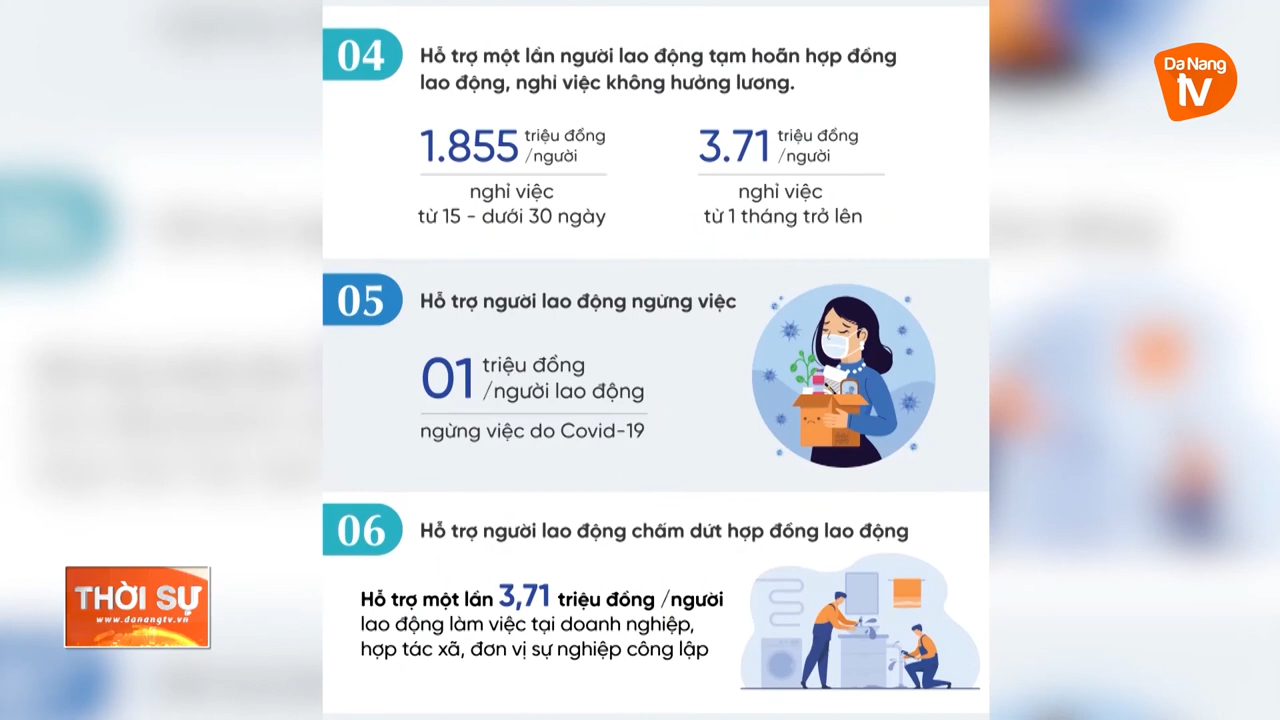 04
Hỗ trợ một lần người lao động tạm hoãn hợp đồng
lao động, nghỉ việc không hưởng lương.
1.855 triệu đồng
/người
nghỉ việc
từ 15 - dưới 30 ngày
3.71 triệu đồng
/người
nghỉ việc
từ 1 tháng trở lên
05
Hỗ trợ người lao động ngừng việc
01 triệu đồng
/người lao động
ngừng việc do Covid-19
06
Hỗ trợ người lao động chấm dứt hợp đồng lao động
Hỗ trợ một lần 3,71 triệu đồng /người
lao động làm việc tại doanh nghiệp,
hợp tác xã, đơn vị sự nghiệp công lập
Da Nang
tv
THỜI SỰ
www.danangtv.vn